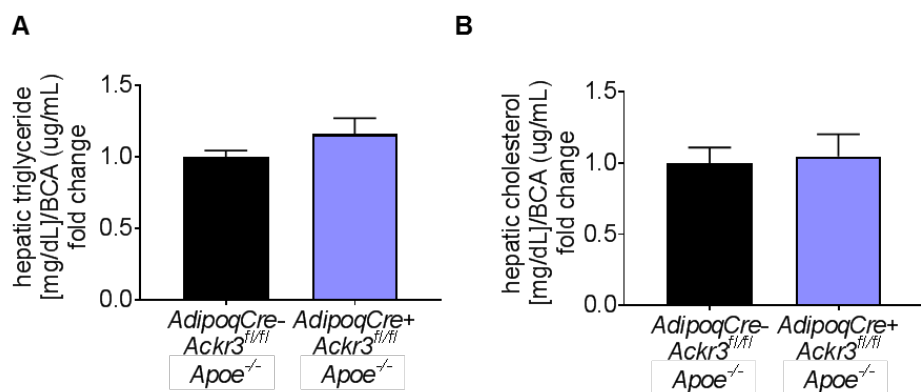 A
hepatic triglyceride
[mg/dL]/BCA (ug/mL)
fold change
1.5
1.0
0.5
0.0
AdipoqCre- AdipoqCre+
Ackr3fl/fl Ackr3fl/fl
Apoe-/- Apoe-/-
B
hepatic cholesterol
[mg/dL]/BCA (ug/mL)
fold change
1.5
1.0
0.5
0.0
AdipoqCre- AdipoqCre+
Ackr3fl/fl Ackr3fl/fl
Apoe-/- Apoe-/-